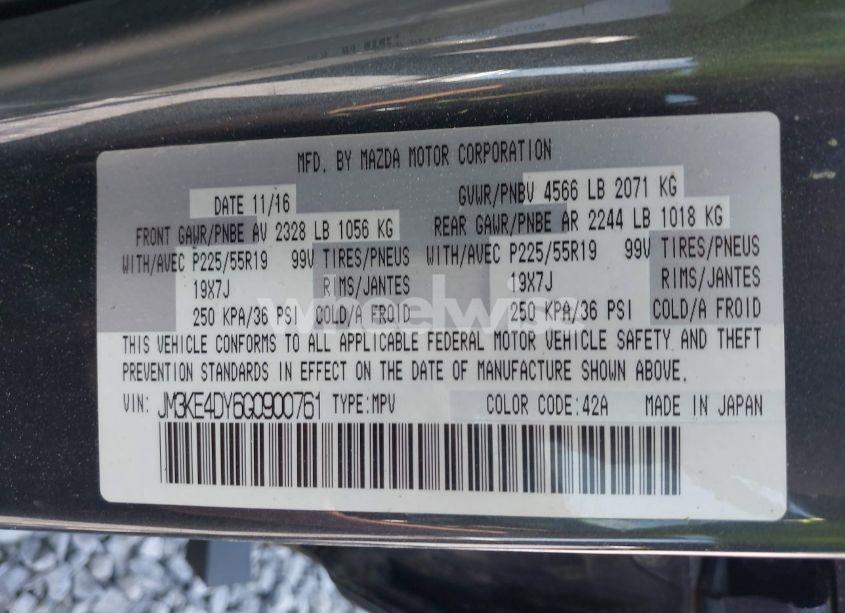 MFD. BY MAZDA MOTOR CORPORATION
DATE 11/16
GVWR/PNBV 4566 LB 2071 KG
FRONT GAWR/PNBE AV 2328 LB 1056 KG
REAR GAWR/PNBE AR 2244 LB 1018 KG
WITH/AVEC P225/55R19 99V TIRES/PNEUS
WITH/AVEC P225/55R19 99V TIRES/PNEUS
19X7J RIMS/JANTES
19X7J RIMS/JANTES
250 KPA/36 PSI COLD/A FROID
250 KPA/36 PSI COLD/A FROID
wheelwise
THIS VEHICLE CONFORMS TO ALL APPLICABLE FEDERAL MOTOR VEHICLE SAFETY AND THEFT
PREVENTION STANDARDS IN EFFECT ON THE DATE OF MANUFACTURE SHOWN ABOVE.
VIN: JM3KE4DY6G0900761 TYPE:MPV COLOR CODE:42A MADE IN JAPAN